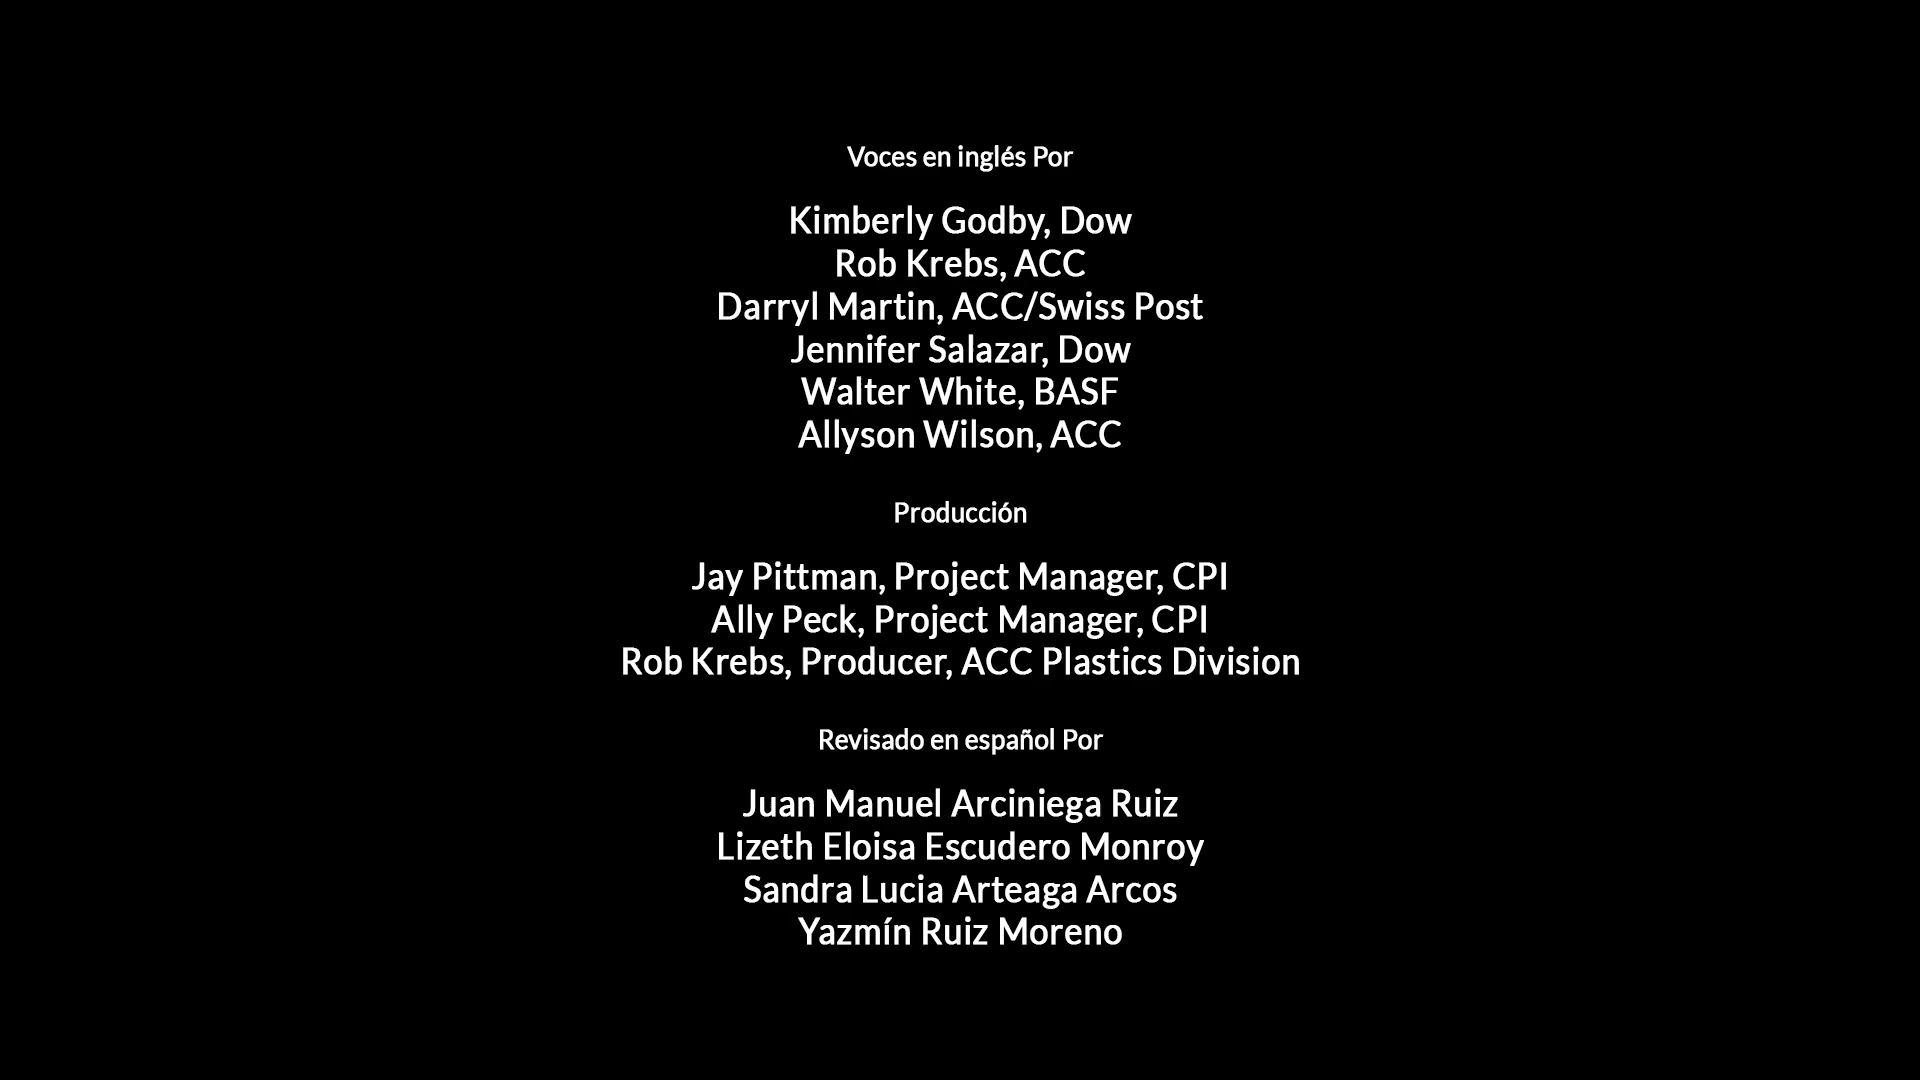 Voces en inglés Por
Kimberly Godby, Dow
Rob Krebs, ACC
Darryl Martin, ACC/Swiss Post
Jennifer Salazar, Dow
Walter White, BASF
Allyson Wilson, ACC
Producción
Jay Pittman, Project Manager, CPI
Ally Peck, Project Manager, CPI
Rob Krebs, Producer, ACC Plastics Division
Revisado en español Por
Juan Manuel Arciniega Ruiz
Lizeth Eloisa Escudero Monroy
Sandra Lucia Arteaga Arcos
Yazmín Ruiz Moreno